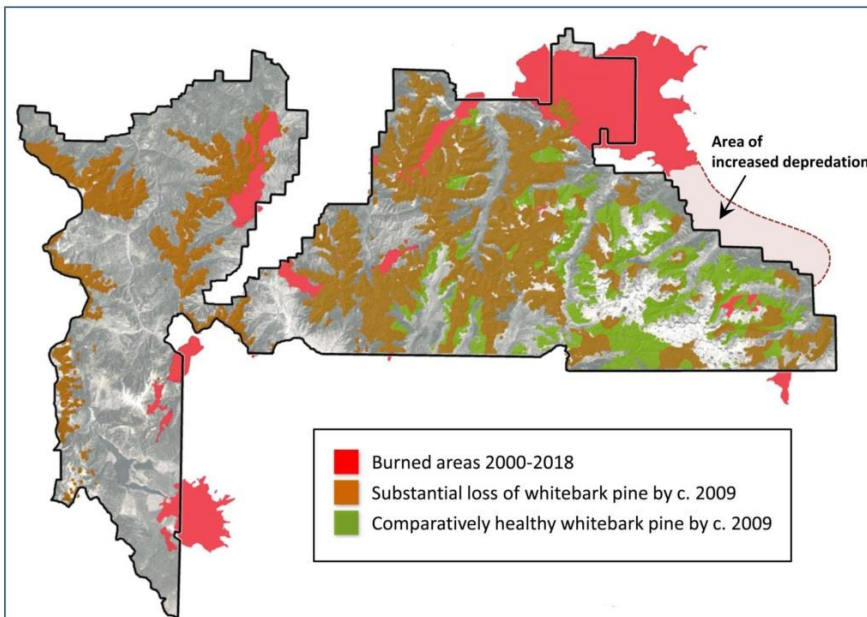 Area of
increased depredation
Burned areas 2000-2018
Substantial loss of whitebark pine by c. 2009
Comparatively healthy whitebark pine by c. 2009